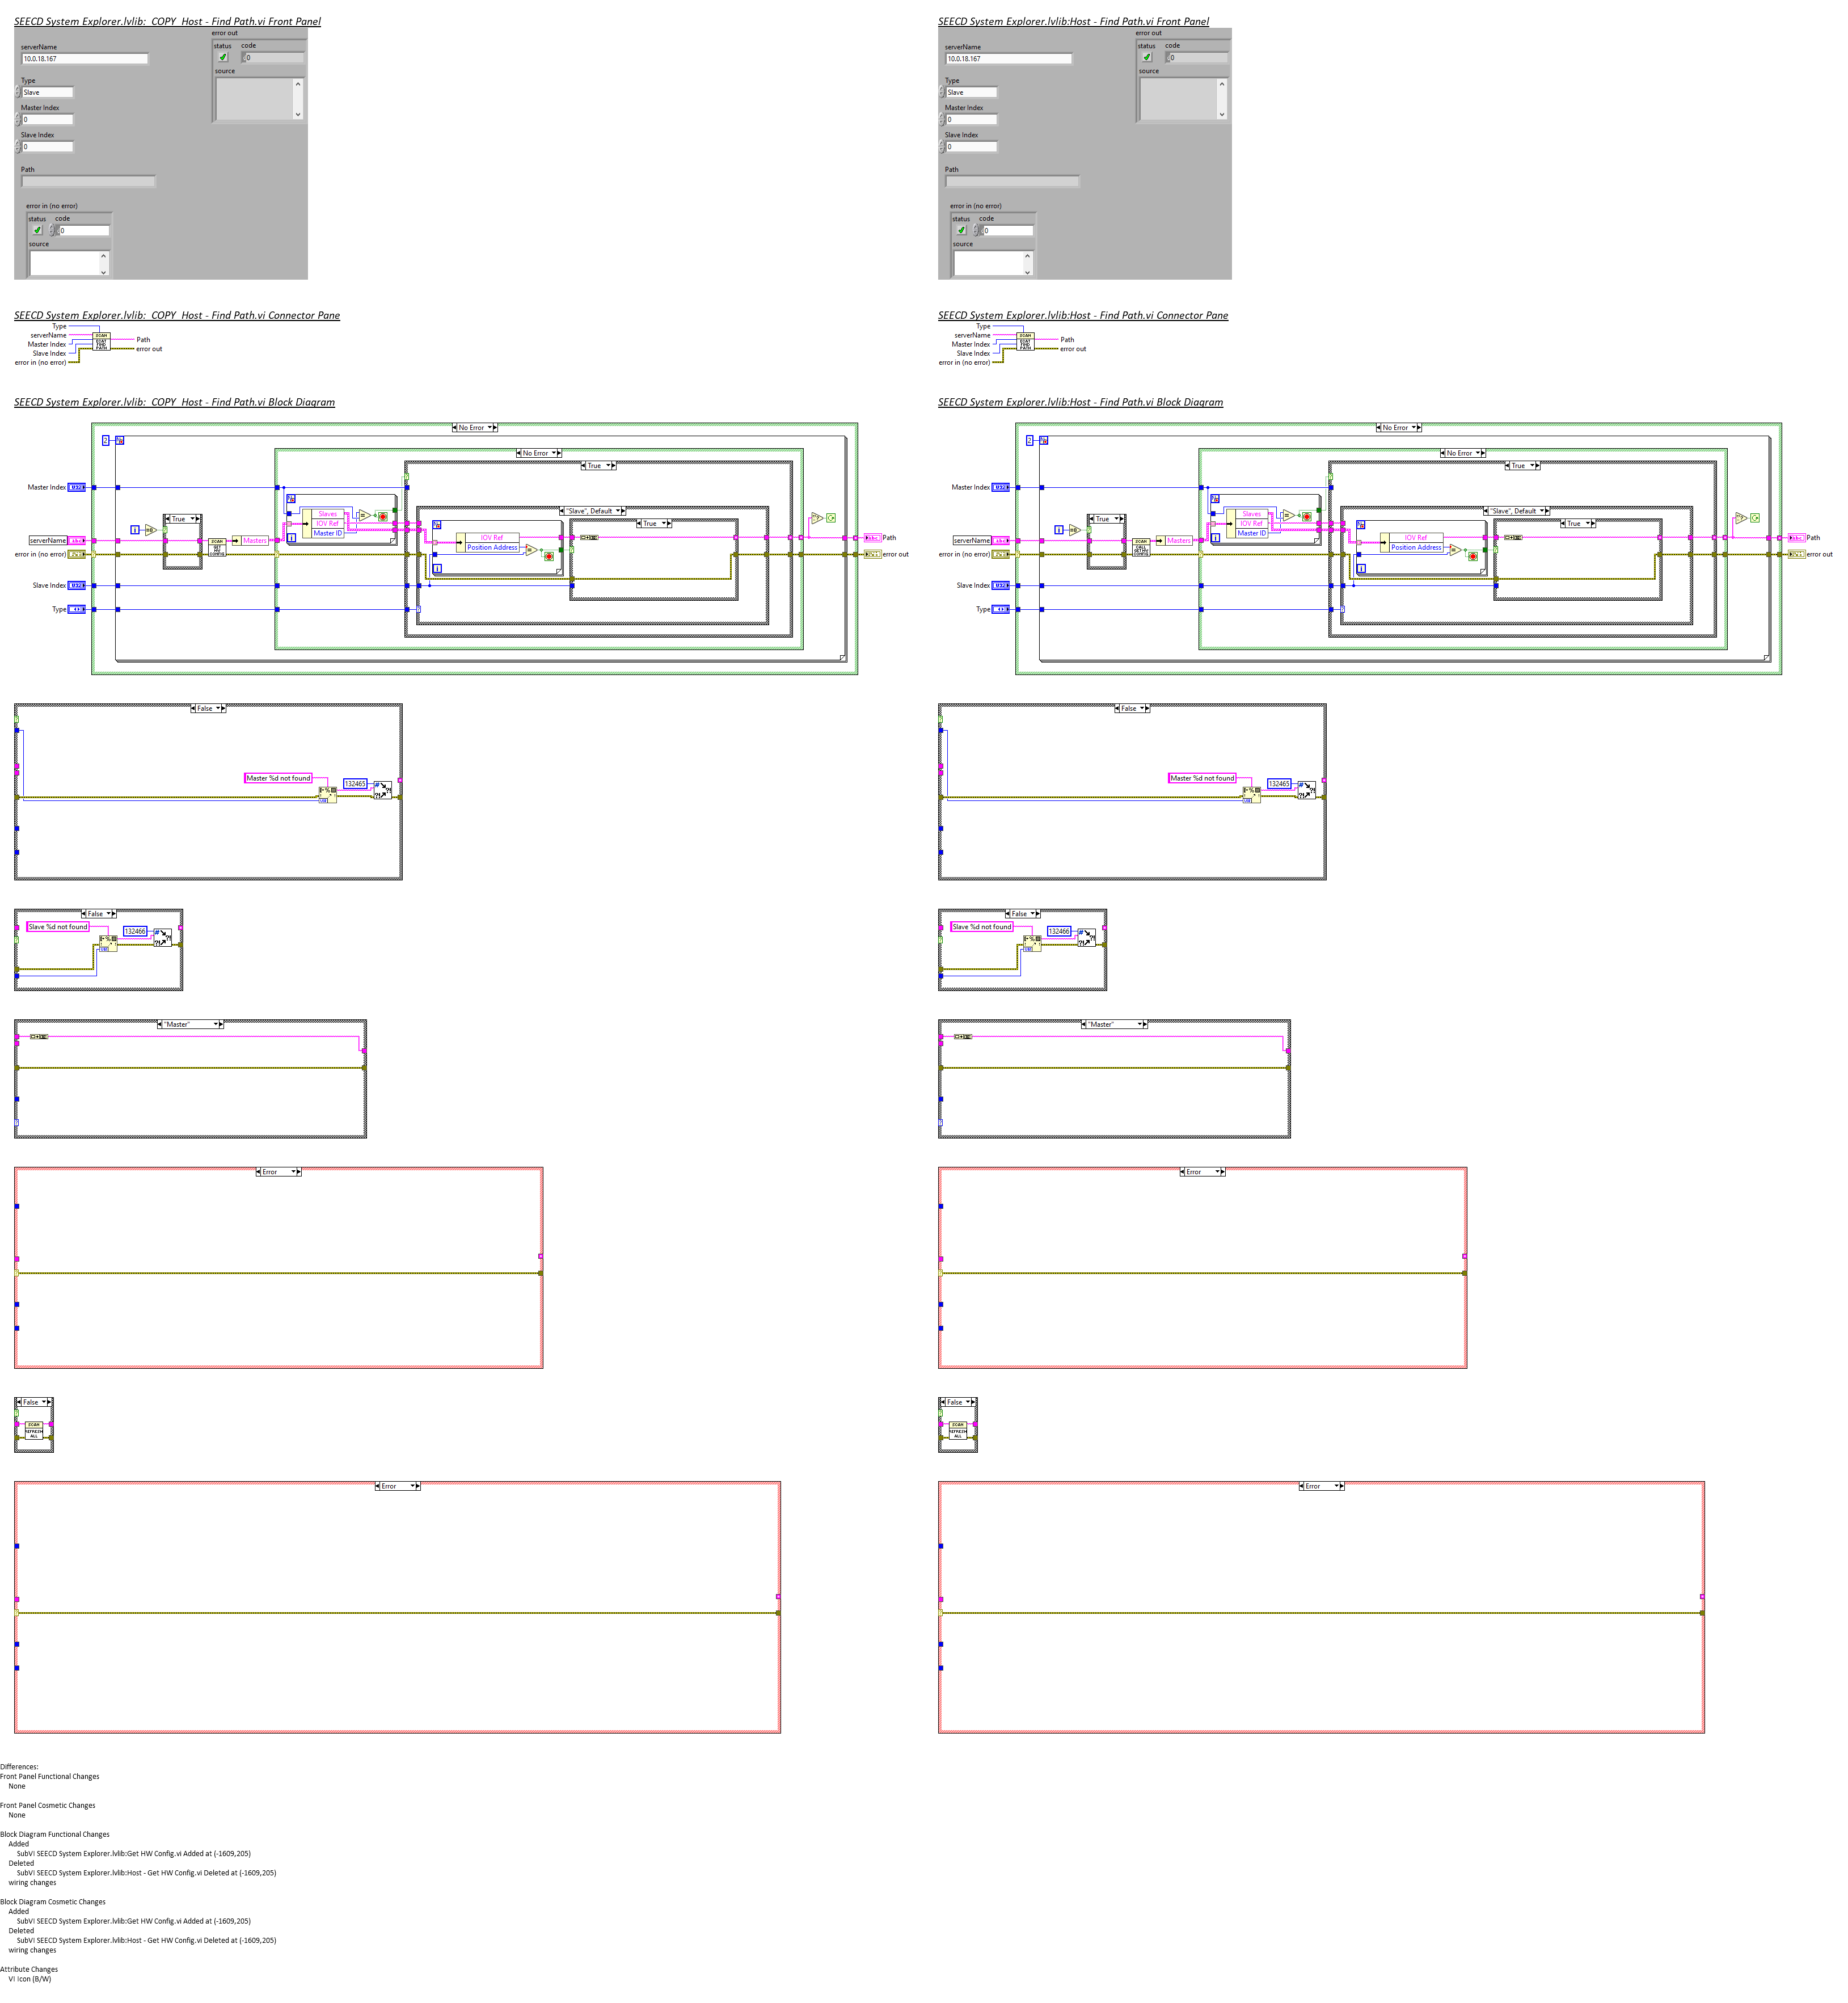 SEECD System Explorer.lvlib:  COPY  Host - Find Path.vi Front Panel
serverName
10.0.18.167
Type
Slave
Master Index
0
Slave Index
0
Path
error in (no error)
status code
0
source
error out
status code
0
source
SEECD System Explorer.lvlib:  COPY  Host - Find Path.vi Connector Pane
Type
serverName
Master Index
Slave Index
error in (no error)
Path
error out
SEECD System Explorer.lvlib:  COPY  Host - Find Path.vi Block Diagram
No Error
2
No Error
True
Master Index
Slaves
IOV Ref
Master ID
"Slave", Default
True
True
IOV Ref
Position Address
serverName
Masters
Path
error in (no error)
error out
Slave Index
Type
False
Master %d not found
132465
False
Slave %d not found
132466
"Master"
Error
False
SCAN
REFRESH
ALL
Error
SEECD System Explorer.lvlib:Host - Find Path.vi Front Panel
serverName
10.0.18.167
Type
Slave
Master Index
0
Slave Index
0
Path
error in (no error)
status code
0
source
error out
status code
0
source
SEECD System Explorer.lvlib:Host - Find Path.vi Connector Pane
Type
serverName
Master Index
Slave Index
error in (no error)
Path
error out
SEECD System Explorer.lvlib:Host - Find Path.vi Block Diagram
No Error
2
No Error
True
Master Index
Slaves
IOV Ref
Master ID
"Slave", Default
True
True
IOV Ref
Position Address
serverName
Masters
Path
error in (no error)
error out
Slave Index
Type
False
Master %d not found
132465
False
Slave %d not found
132466
"Master"
Error
False
SCAN
REFRESH
ALL
Error
Differences:
Front Panel Functional Changes
None
Front Panel Cosmetic Changes
None
Block Diagram Functional Changes
Added
SubVI SEECD System Explorer.lvlib:Get HW Config.vi Added at (-1609,205)
Deleted
SubVI SEECD System Explorer.lvlib:Host - Get HW Config.vi Deleted at (-1609,205)
wiring changes
Block Diagram Cosmetic Changes
Added
SubVI SEECD System Explorer.lvlib:Get HW Config.vi Added at (-1609,205)
Deleted
SubVI SEECD System Explorer.lvlib:Host - Get HW Config.vi Deleted at (-1609,205)
wiring changes
Attribute Changes
VI Icon (B/W)